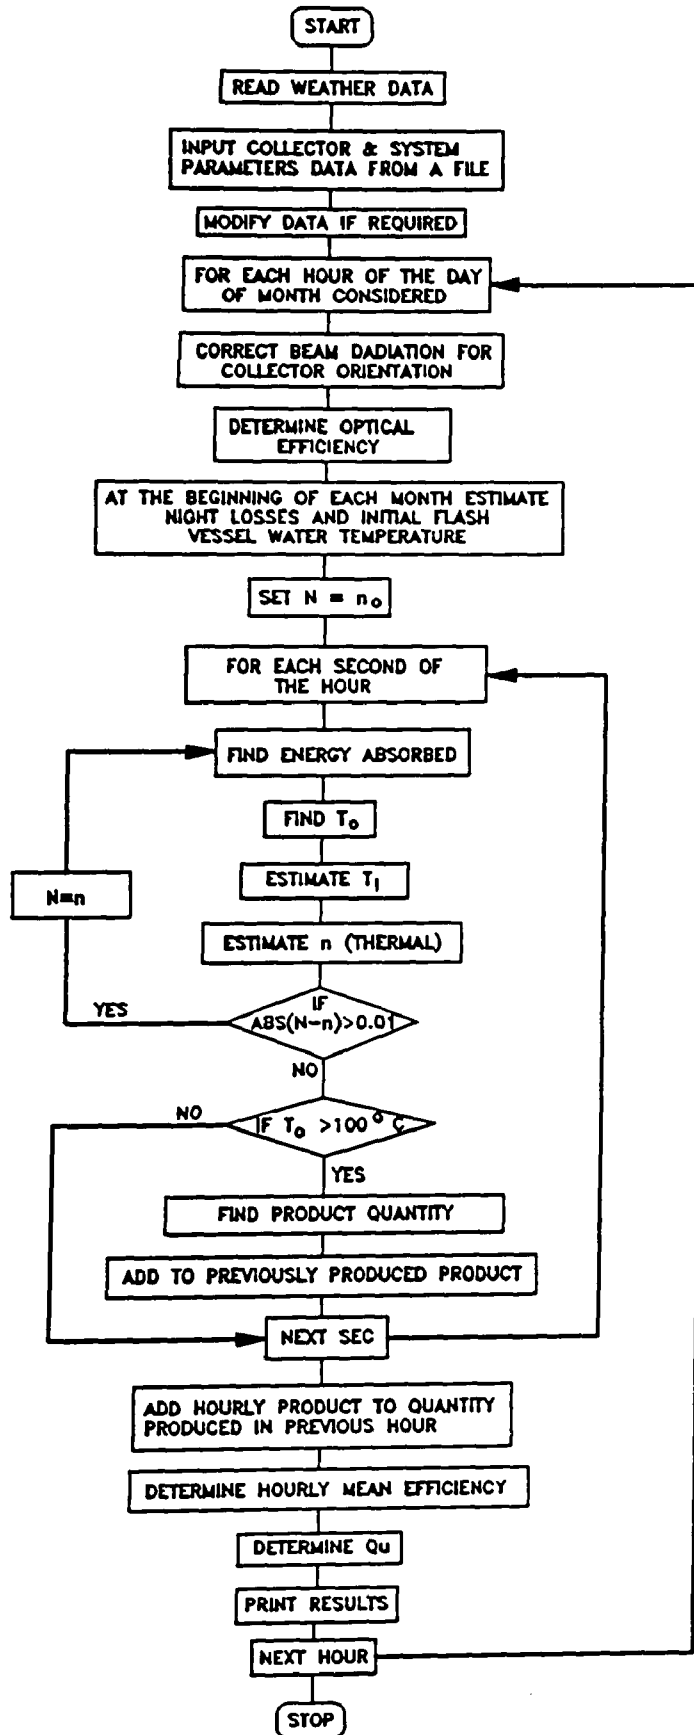 START
READ WEATHER DATA
INPUT COLLECTOR & SYSTEM
PARAMETERS DATA FROM A FILE
MODIFY DATA IF REQUIRED
FOR EACH HOUR OF THE DAY
OF MONTH CONSIDERED
CORRECT BEAM DADIATION FOR
COLLECTOR ORIENTATION
DETERMINE OPTICAL
EFFICIENCY
AT THE BEGINNING OF EACH MONTH ESTIMATE
NIGHT LOSSES AND INITIAL FLASH
VESSEL WATER TEMPERATURE
SET N = n₀
FOR EACH SECOND OF
THE HOUR
FIND ENERGY ABSORBED
FIND T₀
ESTIMATE Tᵢ
N=n
ESTIMATE n (THERMAL)
YES
IF
ABS(N-n)>0.01
NO
NO
IF T₀ >100° C
YES
FIND PRODUCT QUANTITY
ADD TO PREVIOUSLY PRODUCED PRODUCT
NEXT SEC
ADD HOURLY PRODUCT TO QUANTITY
PRODUCED IN PREVIOUS HOUR
DETERMINE HOURLY MEAN EFFICIENCY
DETERMINE Qu
PRINT RESULTS
NEXT HOUR
STOP